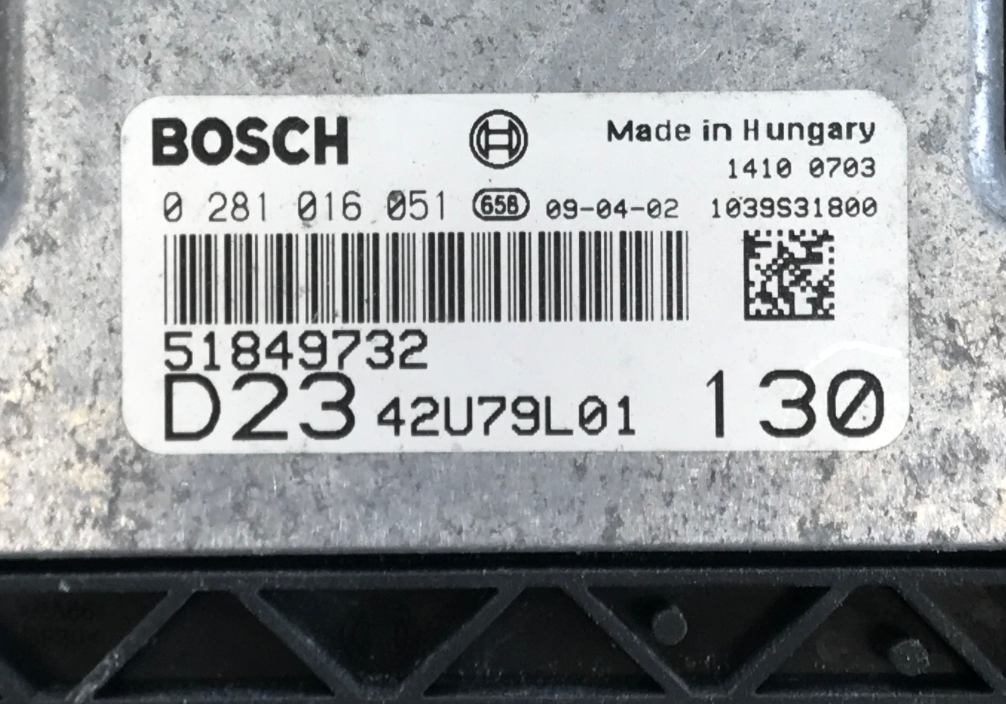 BOSCH
Made in Hungary
1410 0703
0 281 016 051 658 09-04-02 1039S31800
51849732
D23 42U79L01 130